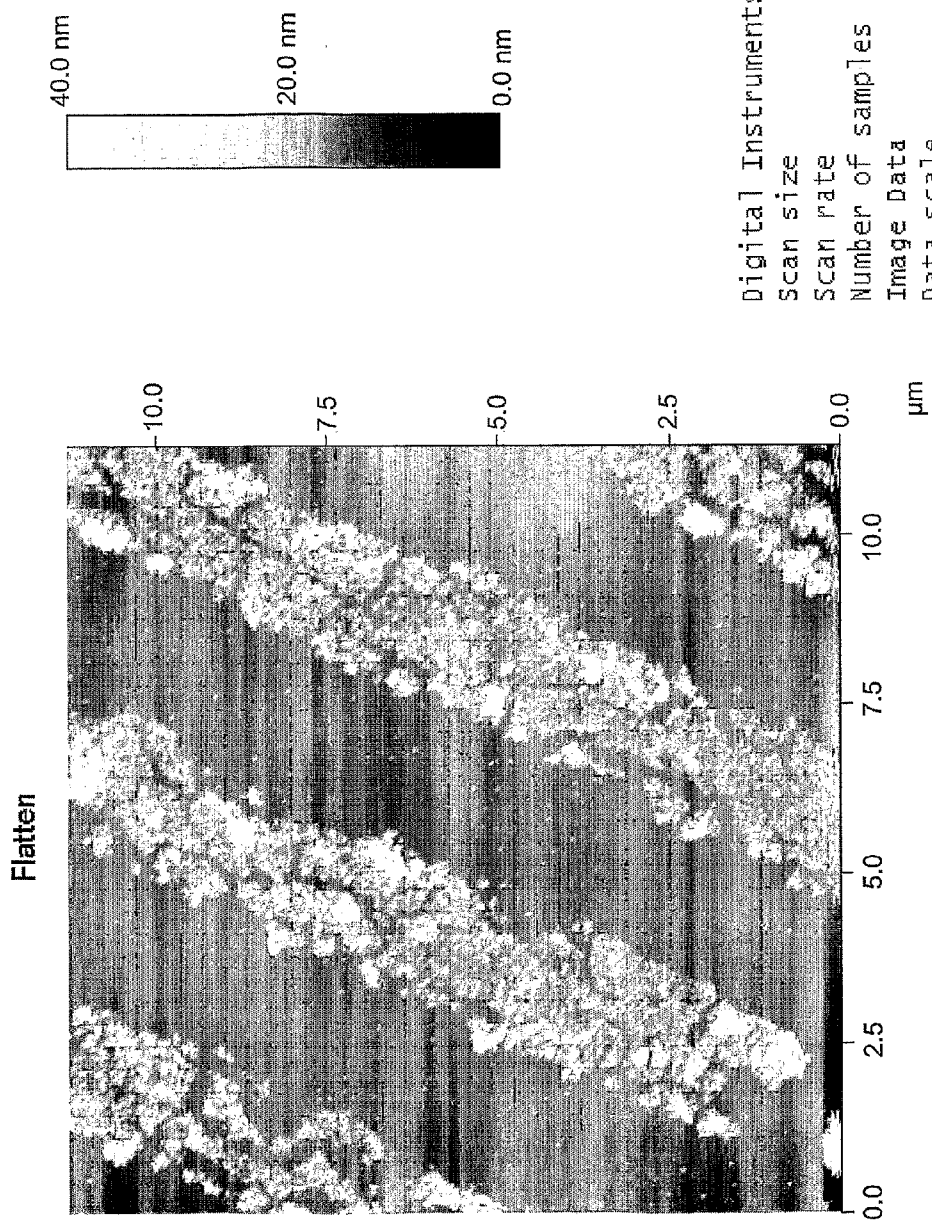 Flatten
40.0 nm
20.0 nm
0.0 nm
10.0
7.5
5.0
2.5
0.0
µm
0.0
2.5
5.0
7.5
10.0
Digital Instruments
Scan size
Scan rate
Number of samples
Image Data
Data scale